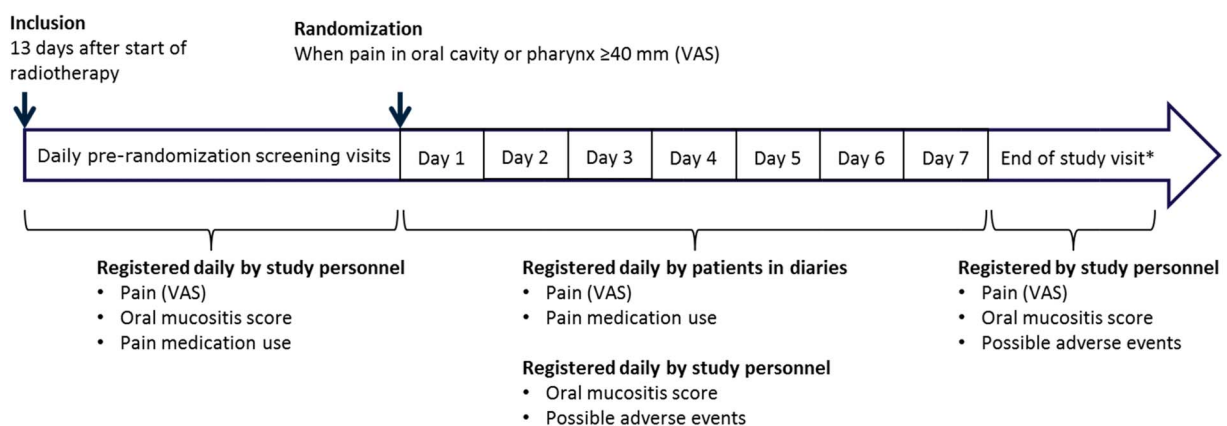 Inclusion
13 days after start of
radiotherapy
Randomization
When pain in oral cavity or pharynx ≥40 mm (VAS)
Daily pre-randomization screening visits
Day 1
Day 2
Day 3
Day 4
Day 5
Day 6
Day 7
End of study visit*
Registered daily by study personnel
• Pain (VAS)
• Oral mucositis score
• Pain medication use
Registered daily by patients in diaries
• Pain (VAS)
• Pain medication use
Registered daily by study personnel
• Oral mucositis score
• Possible adverse events
Registered by study personnel
• Pain (VAS)
• Oral mucositis score
• Possible adverse events